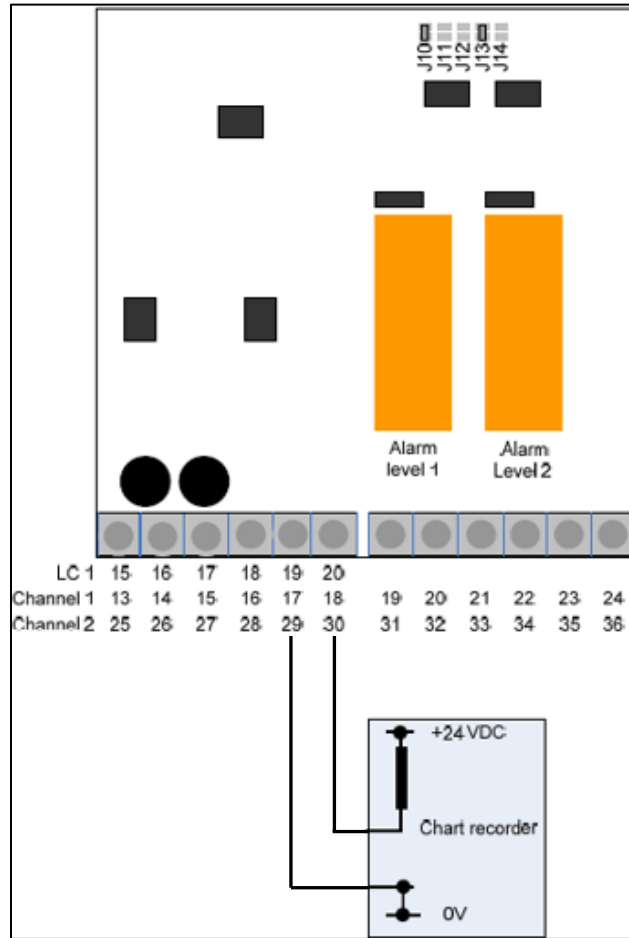 J10 J11 J12 J13 J14
Alarm level 1
Alarm Level 2
LC 1 15 16 17 18 19 20
Channel 1 13 14 15 16 17 18 19 20 21 22 23 24
Channel 2 25 26 27 28 29 30 31 32 33 34 35 36
+24 VDC
Chart recorder
0V